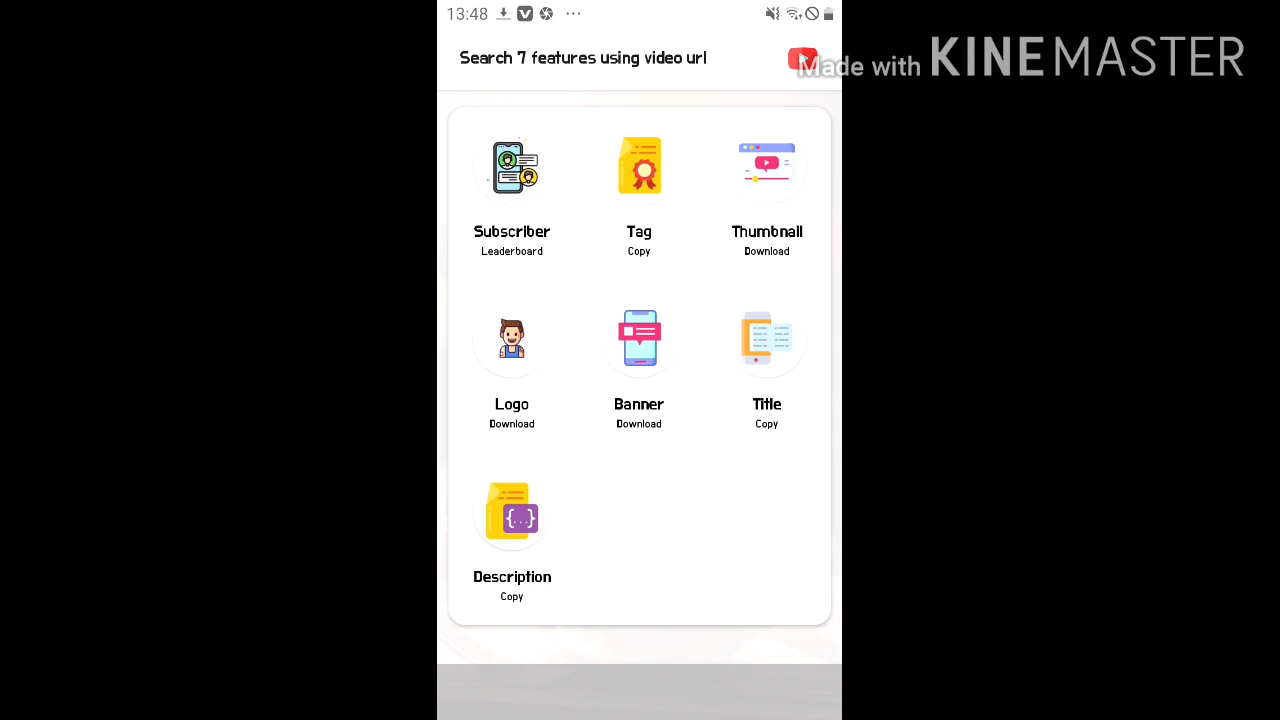 13:48
Search 7 features using video url
Made with KINEMASTER
Subscriber
Leaderboard
Tag
Copy
Thumbnail
Download
Logo
Download
Banner
Download
Title
Copy
{...}
Description
Copy